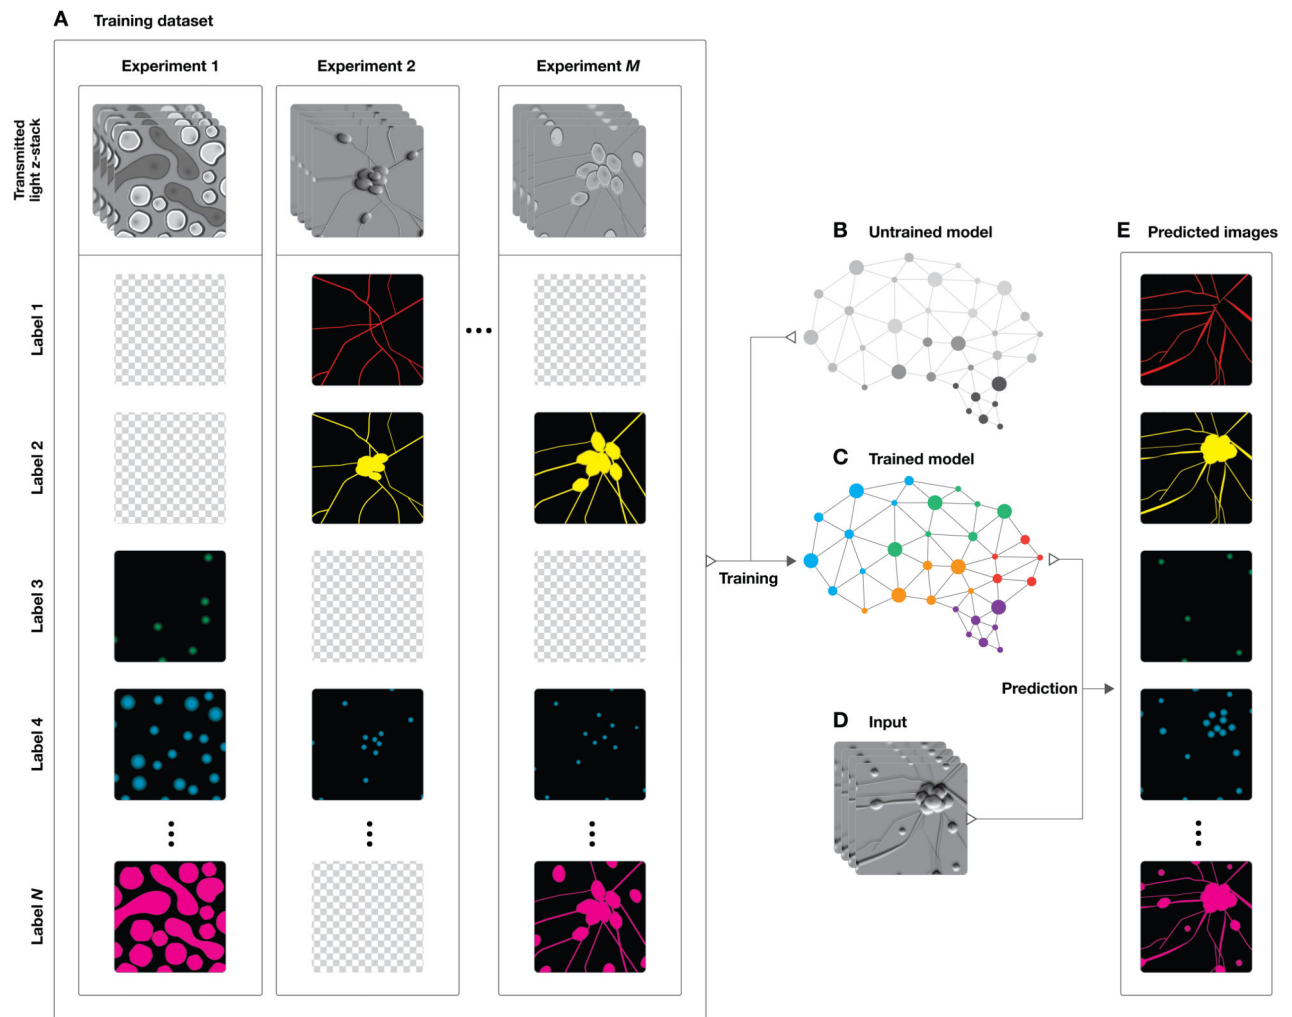 A Training dataset
Experiment 1
Experiment 2
Experiment M
Transmitted
light z-stack
Label 1
Label 2
Label 3
Label 4
Label N
Training
B Untrained model
C Trained model
D Input
Prediction
E Predicted images